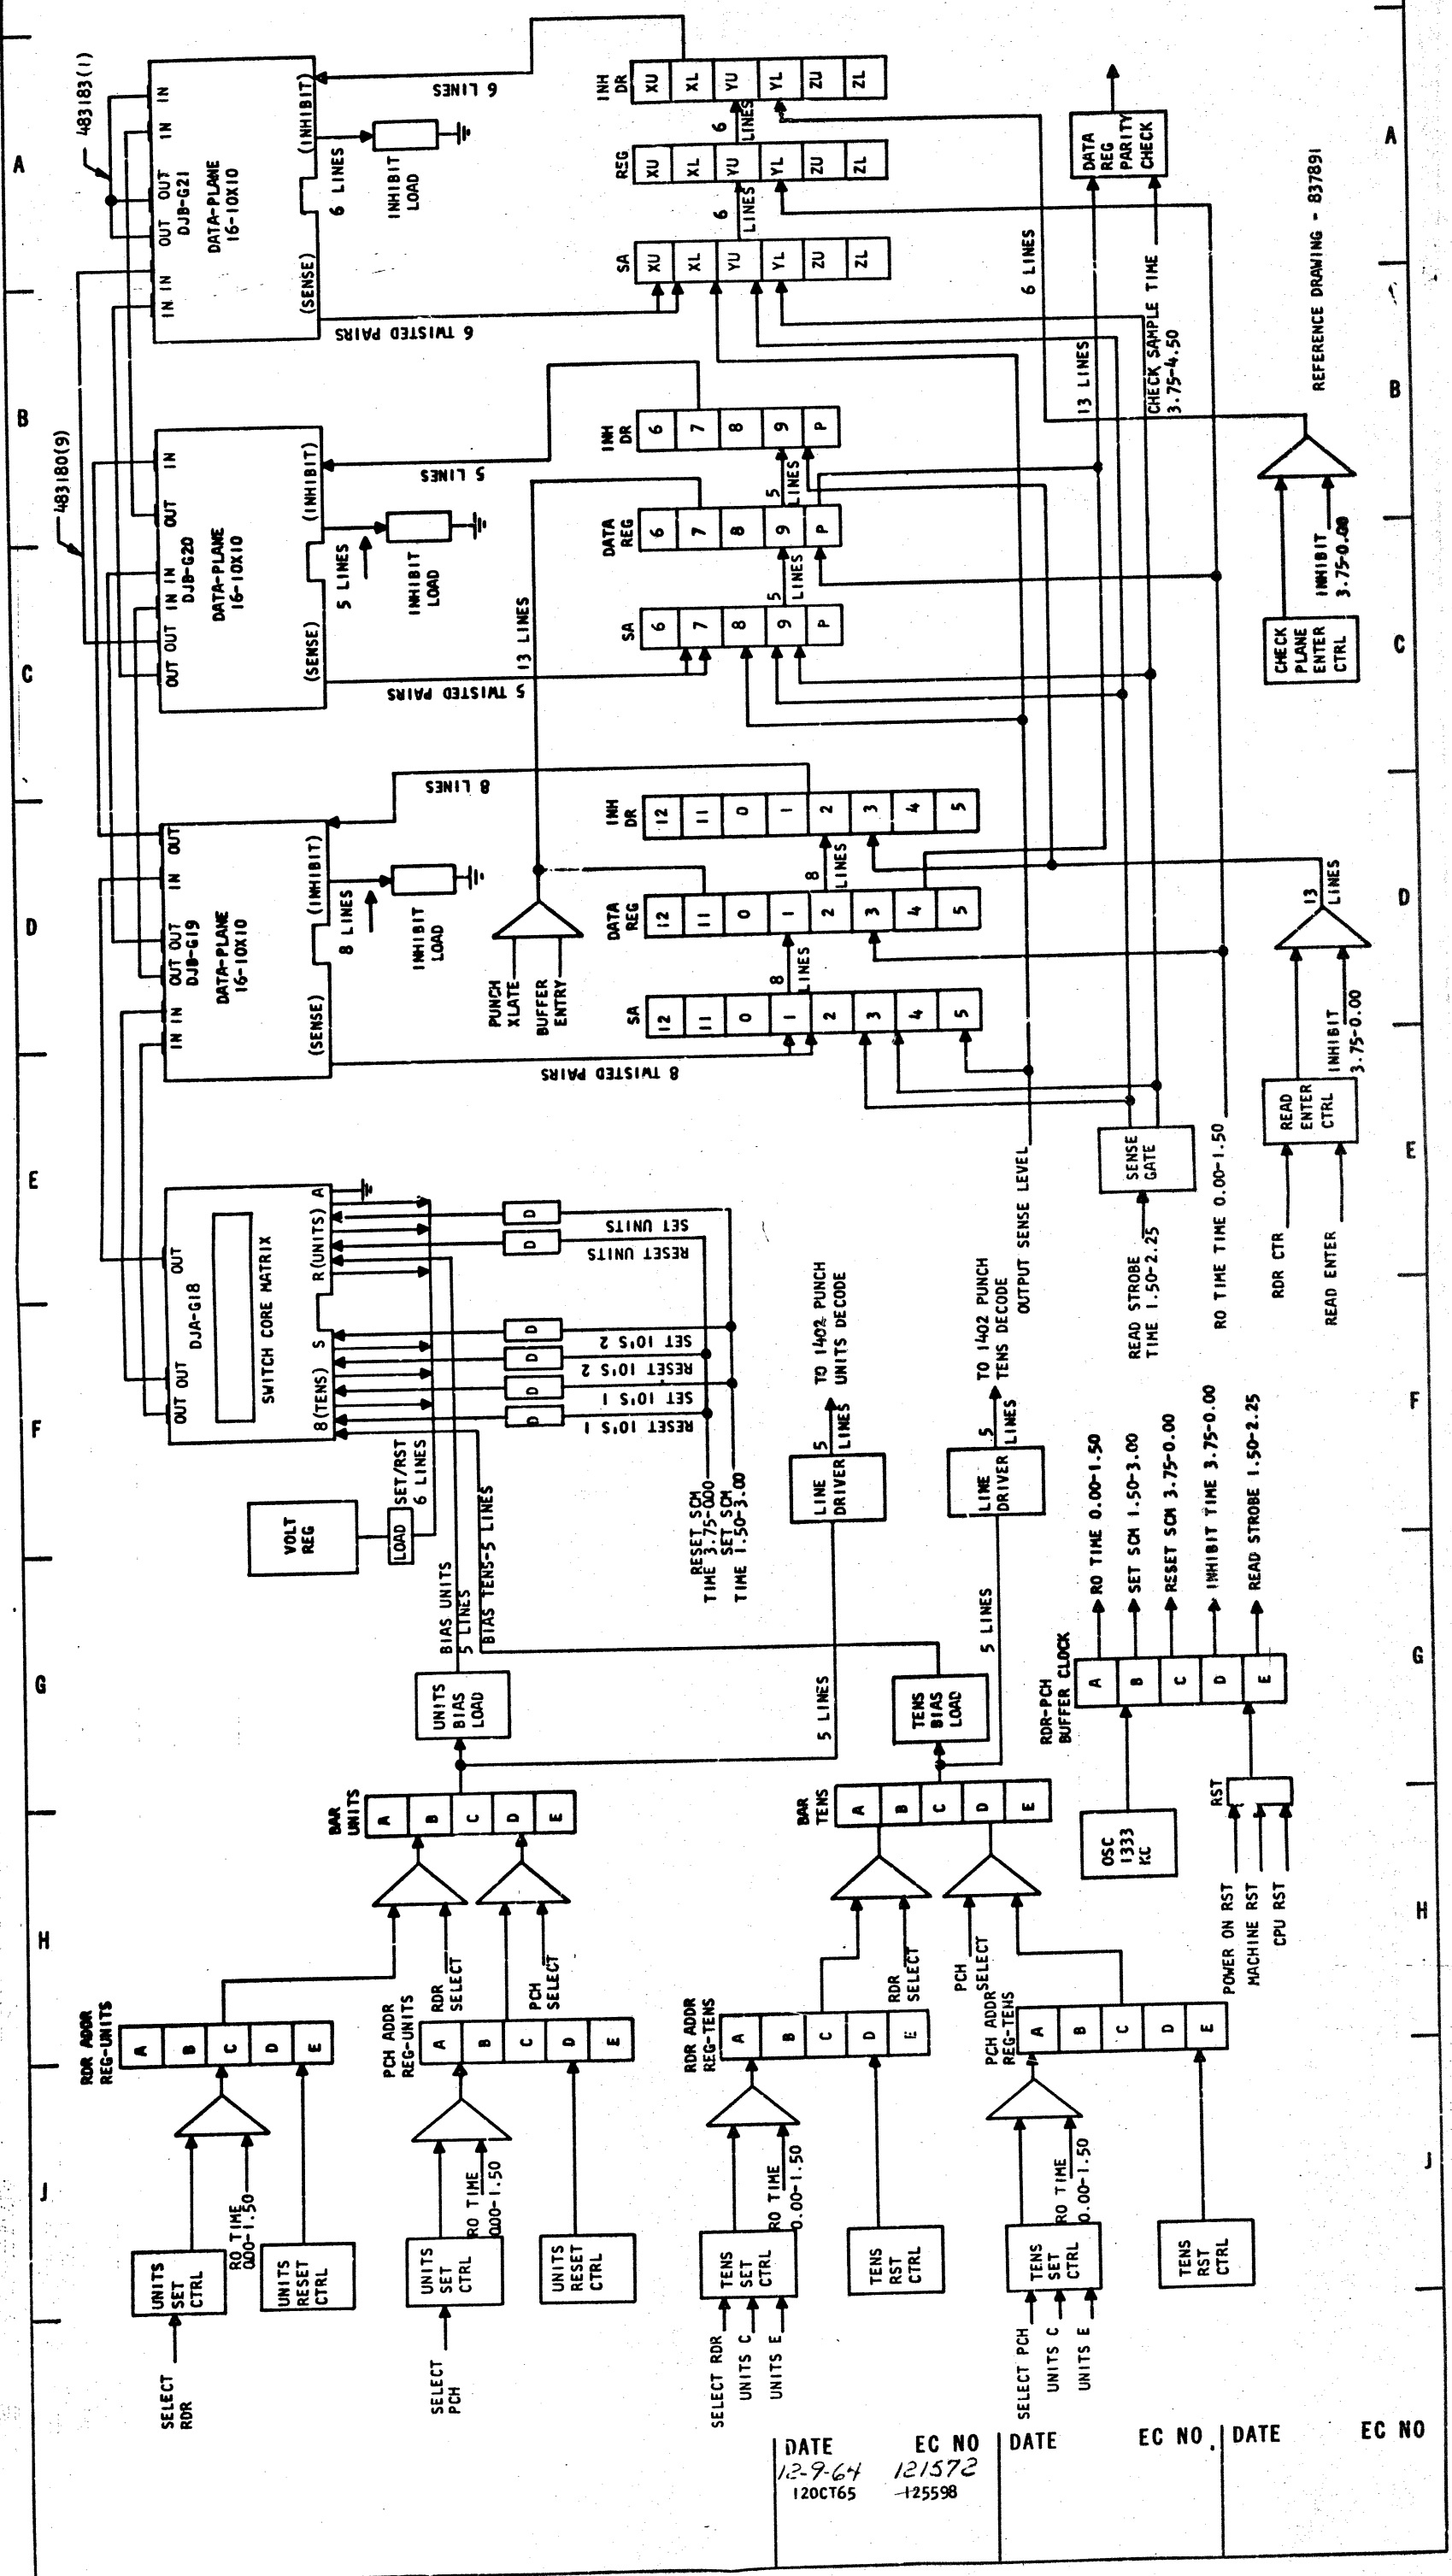 A
B
C
D
E
F
G
H
J
483183(1)
483180(9)
IN
IN
OUT
OUT
IN
IN
DJB-G21
DATA-PLANE
16-10X10
(INHIBIT)
(SENSE)
6 LINES
INHIBIT
LOAD
6 LINES
6 TWISTED PAIRS
IN
OUT
IN
IN
OUT
OUT
DJB-G20
DATA-PLANE
16-10X10
(INHIBIT)
(SENSE)
5 LINES
INHIBIT
LOAD
5 LINES
5 TWISTED PAIRS
13 LINES
OUT
IN
OUT
OUT
IN
IN
DJB-G19
DATA-PLANE
16-10X10
(INHIBIT)
(SENSE)
8 LINES
INHIBIT
LOAD
8 LINES
8 TWISTED PAIRS
OUT
OUT
OUT
DJA-G18
SWITCH CORE MATRIX
8(TENS)
S
R(UNITS)
A
D
D
D
D
D
D
SET UNITS
RESET UNITS
SET 10'S 2
RESET 10'S 2
SET 10'S 1
RESET 10'S 1
RESET SCM
TIME 3.75-0.00
SET SCM
TIME 1.50-3.00
VOLT
REG
LOAD
SET/RST
6 LINES
BIAS UNITS
5 LINES
BIAS TENS-5 LINES
SA
XU
XL
YU
YL
ZU
ZL
6
LINES
REG
XU
XL
YU
YL
ZU
ZL
6
LINES
INH
DR
XU
XL
YU
YL
ZU
ZL
SA
6
7
8
9
P
5
LINES
DATA
REG
6
7
8
9
P
5
LINES
INH
DR
6
7
8
9
P
SA
12
11
0
1
2
3
4
5
8
LINES
DATA
REG
12
11
0
1
2
3
4
5
8
LINES
INH
DR
12
11
0
1
2
3
4
5
PUNCH
XLATE
BUFFER
ENTRY
DATA
REG
PARITY
CHECK
6 LINES
13 LINES
CHECK SAMPLE TIME
3.75-4.50
REFERENCE DRAWING - 837891
CHECK
PLANE
ENTER
CTRL
INHIBIT
3.75-0.00
13
LINES
READ
ENTER
CTRL
INHIBIT
3.75-0.00
RDR CTR
READ ENTER
SENSE
GATE
READ STROBE
TIME 1.50-2.25
OUTPUT SENSE LEVEL
RO TIME TIME 0.00-1.50
TO 1402 PUNCH
UNITS DECODE
5
LINES
LINE
DRIVER
5 LINES
TO 1402 PUNCH
TENS DECODE
5
LINES
LINE
DRIVER
5 LINES
UNITS
BIAS
LOAD
TENS
BIAS
LOAD
RDR-PCH
BUFFER CLOCK
A
B
C
D
E
RO TIME 0.00-1.50
SET SCM 1.50-3.00
RESET SCM 3.75-0.00
INHIBIT TIME 3.75-0.00
READ STROBE 1.50-2.25
OSC
1333
KC
RST
POWER ON RST
MACHINE RST
CPU RST
BAR
UNITS
A
B
C
D
E
BAR
TENS
A
B
C
D
E
RDR
SELECT
PCH
SELECT
RDR
SELECT
PCH
SELECT
RDR ADDR
REG-UNITS
A
B
C
D
E
PCH ADDR
REG-UNITS
A
B
C
D
E
RDR ADDR
REG-TENS
A
B
C
D
E
PCH ADDR
REG-TENS
A
B
C
D
E
UNITS
SET
CTRL
RO TIME
0.00-1.50
UNITS
RESET
CTRL
SELECT
RDR
UNITS
SET
CTRL
RO TIME
0.00-1.50
UNITS
RESET
CTRL
SELECT
PCH
TENS
SET
CTRL
RO TIME
0.00-1.50
TENS
RST
CTRL
SELECT RDR
UNITS C
UNITS E
TENS
SET
CTRL
RO TIME
0.00-1.50
TENS
RST
CTRL
SELECT PCH
UNITS C
UNITS E
A
B
C
D
E
F
G
H
J
DATE EC NO DATE EC NO DATE EC NO
12-9-64 121572
12OCT65 125598